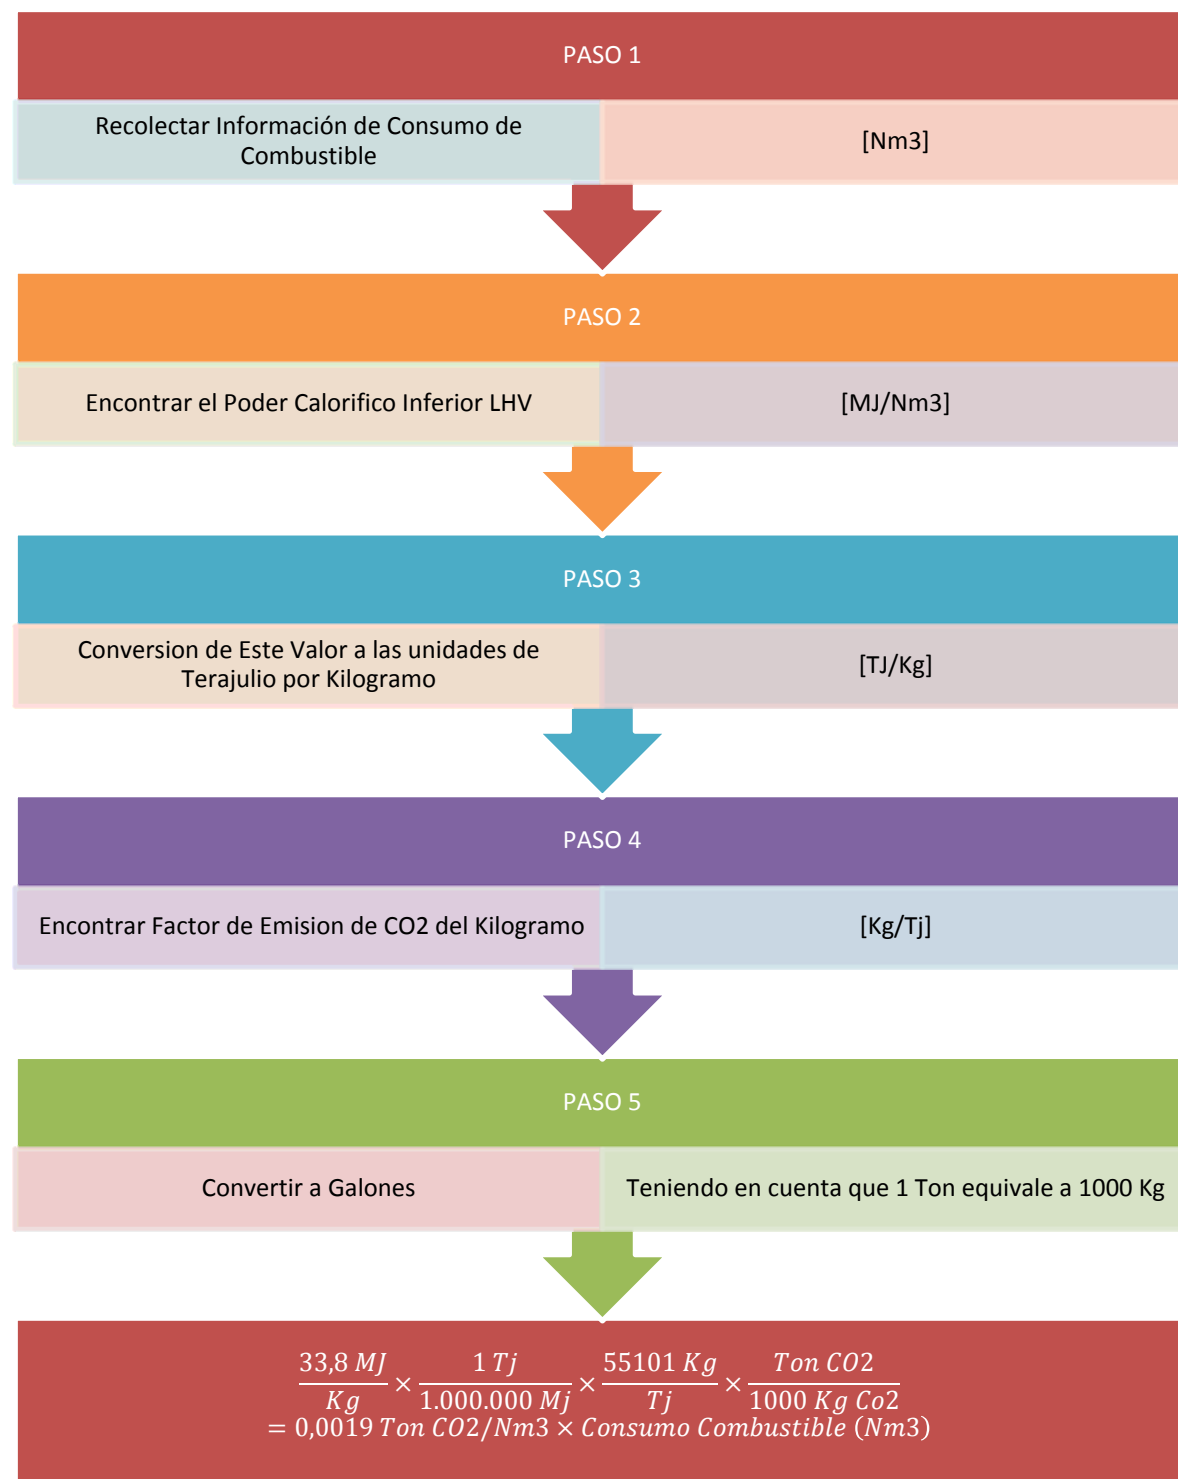 PASO 1
Recolectar Información de Consumo de
Combustible
[Nm3]
PASO 2
Encontrar el Poder Calorifico Inferior LHV
[MJ/Nm3]
PASO 3
Conversion de Este Valor a las unidades de
Terajulio por Kilogramo
[TJ/Kg]
PASO 4
Encontrar Factor de Emision de CO2 del Kilogramo
[Kg/Tj]
PASO 5
Convertir a Galones
Teniendo en cuenta que 1 Ton equivale a 1000 Kg
33,8 MJ / Kg × 1 Tj / 1.000.000 Mj × 55101 Kg / Tj × Ton CO2 / 1000 Kg Co2
= 0,0019 Ton CO2/Nm3 × Consumo Combustible (Nm3)